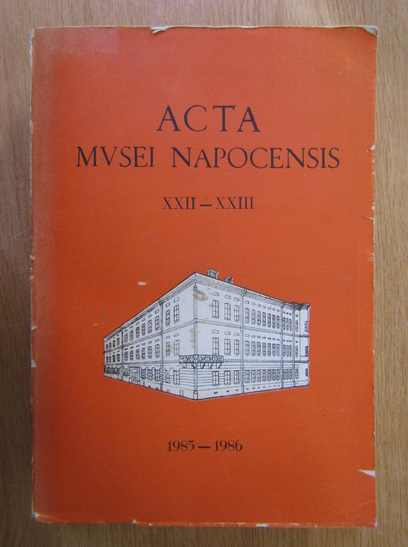 ACTA
MVSEI NAPOCENSIS
XXII — XXIII
1985 — 1986